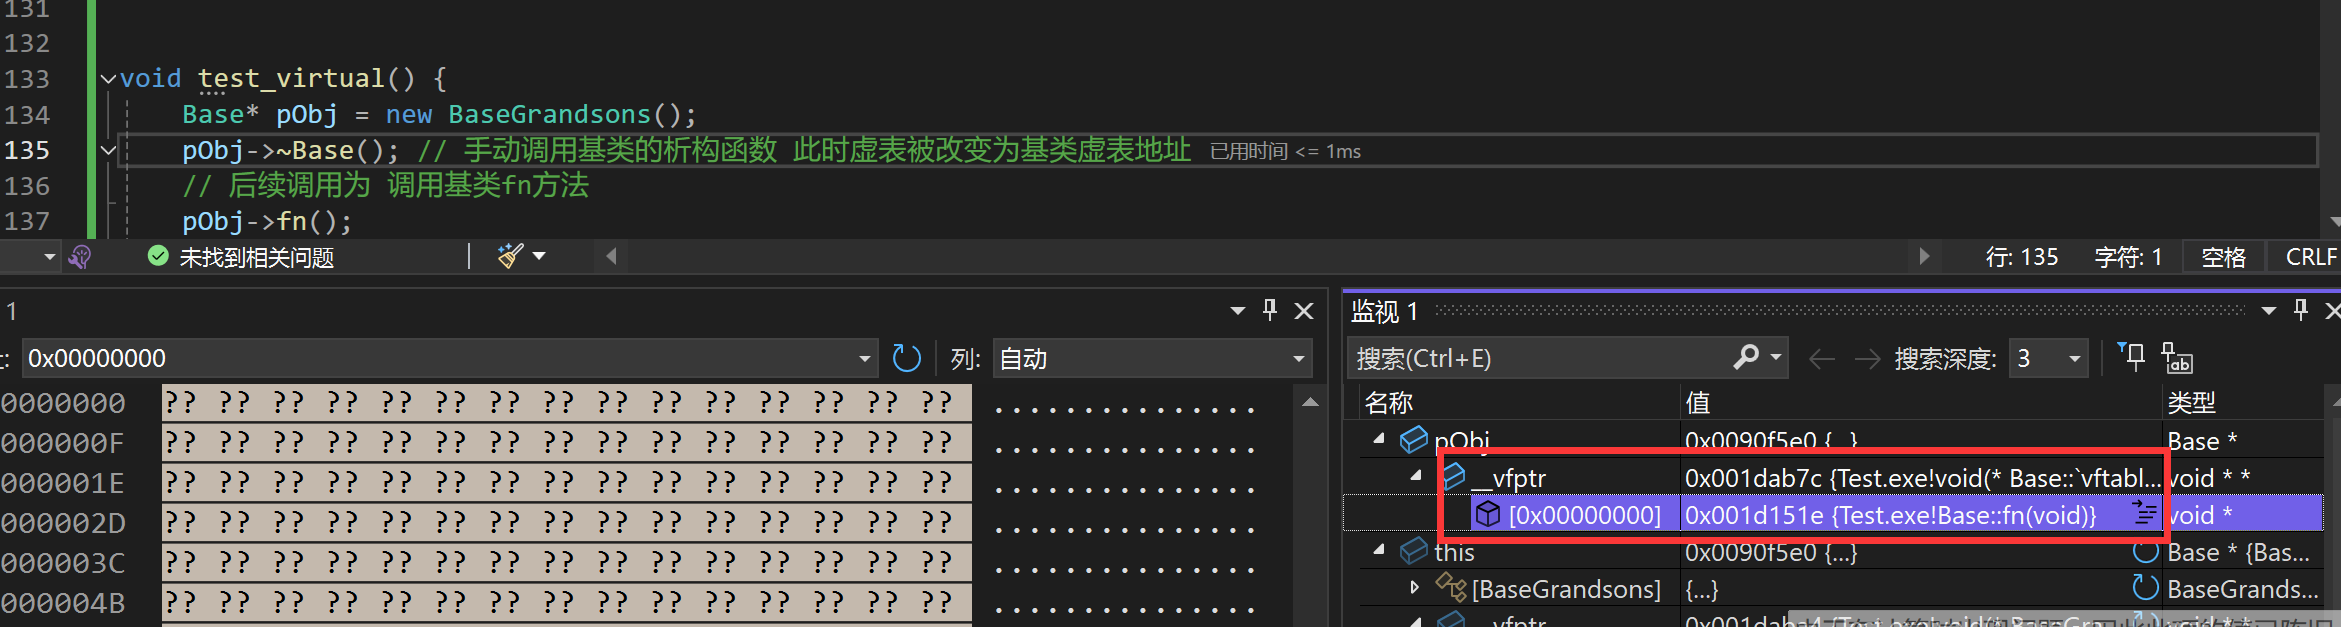 131
132
133 void test_virtual() {
134 Base* pObj = new BaseGrandsons();
135 pObj->~Base(); // 手动调用基类的析构函数 此时虚表被改变为基类虚表地址 已用时间 <= 1ms
136 // 后续调用为 调用基类fn方法
137 pObj->fn();
未找到相关问题 行: 135 字符: 1 空格 CRLF
1
0x00000000 列: 自动
0000000 ?? ?? ?? ?? ?? ?? ?? ?? ?? ?? ?? ?? ?? ?? ?? ...............
000000F ?? ?? ?? ?? ?? ?? ?? ?? ?? ?? ?? ?? ?? ?? ?? ...............
000001E ?? ?? ?? ?? ?? ?? ?? ?? ?? ?? ?? ?? ?? ?? ?? ...............
000002D ?? ?? ?? ?? ?? ?? ?? ?? ?? ?? ?? ?? ?? ?? ?? ...............
000003C ?? ?? ?? ?? ?? ?? ?? ?? ?? ?? ?? ?? ?? ?? ?? ...............
000004B ?? ?? ?? ?? ?? ?? ?? ?? ?? ?? ?? ?? ?? ?? ?? ...............
监视 1
搜索(Ctrl+E) 搜索深度: 3
名称 值 类型
pObj 0x0090f5e0 {...} Base *
__vfptr 0x001dab7c {Test.exe!void(* Base::`vftabl... void * *
[0x00000000] 0x001d151e {Test.exe!Base::fn(void)} void *
this 0x0090f5e0 {...} Base * {Bas...
[BaseGrandsons] {...} BaseGrands...
__vfptr